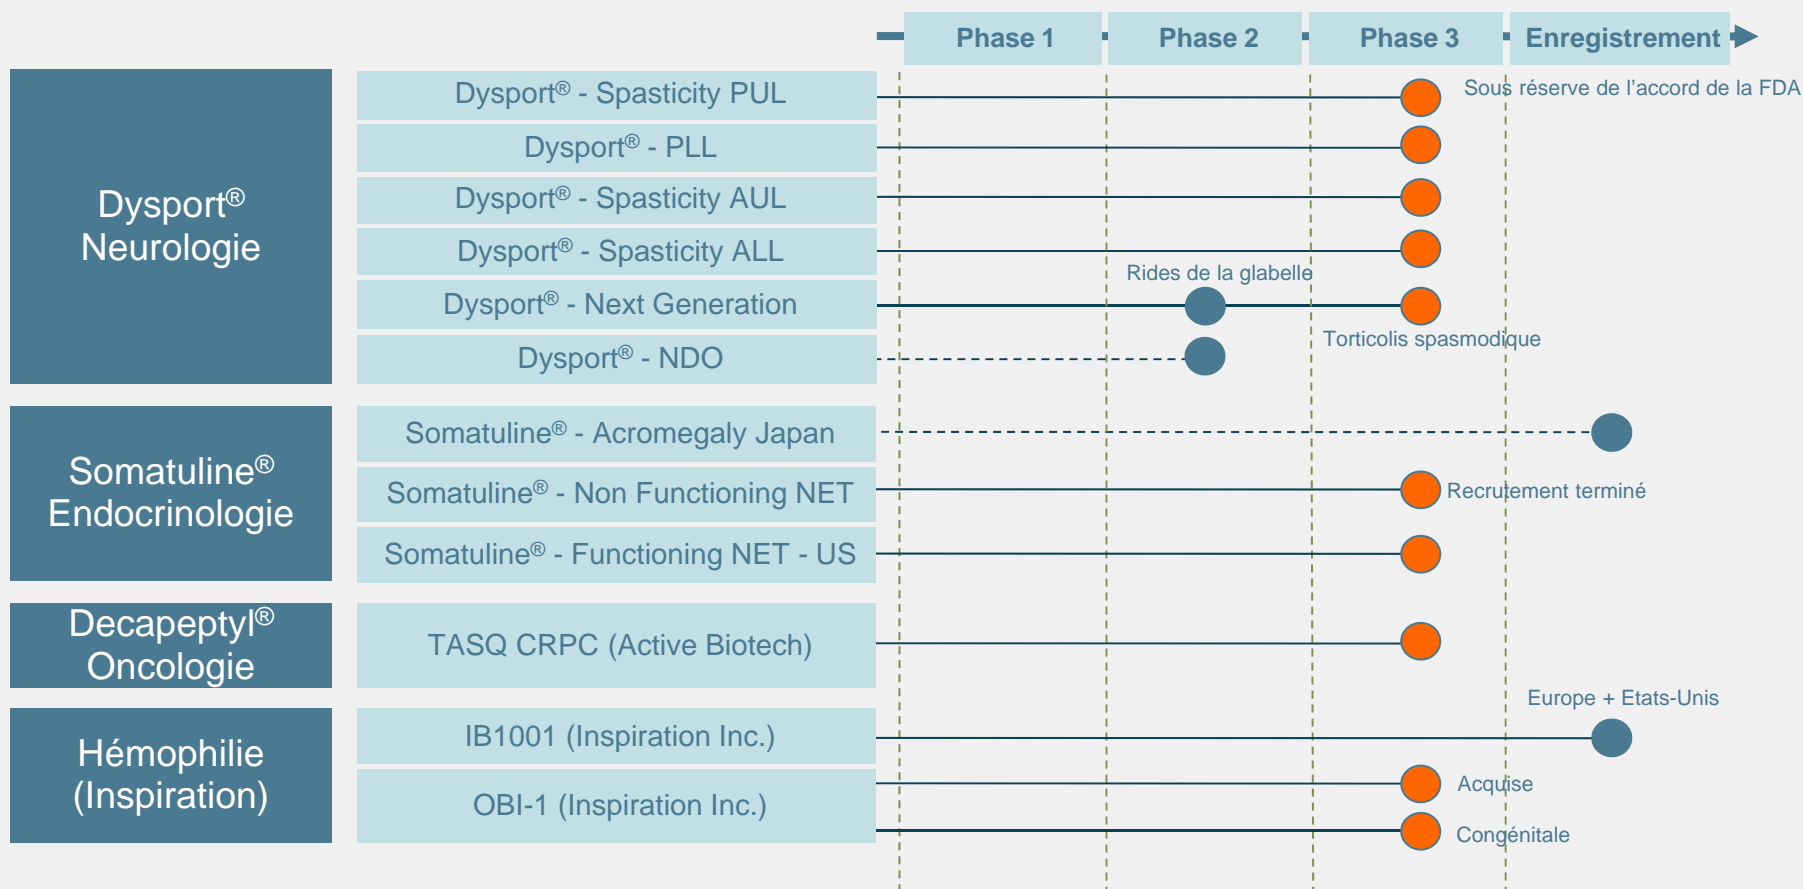 Phase 1
Phase 2
Phase 3
Enregistrement
Dysport®
Neurologie
Dysport® - Spasticity PUL
Sous réserve de l'accord de la FDA
Dysport® - PLL
Dysport® - Spasticity AUL
Dysport® - Spasticity ALL
Rides de la glabelle
Dysport® - Next Generation
Torticolis spasmodique
Dysport® - NDO
Somatuline®
Endocrinologie
Somatuline® - Acromegaly Japan
Somatuline® - Non Functioning NET
Recrutement terminé
Somatuline® - Functioning NET - US
Decapeptyl®
Oncologie
TASQ CRPC (Active Biotech)
Hémophilie
(Inspiration)
Europe + Etats-Unis
IB1001 (Inspiration Inc.)
OBI-1 (Inspiration Inc.)
Acquise
Congénitale